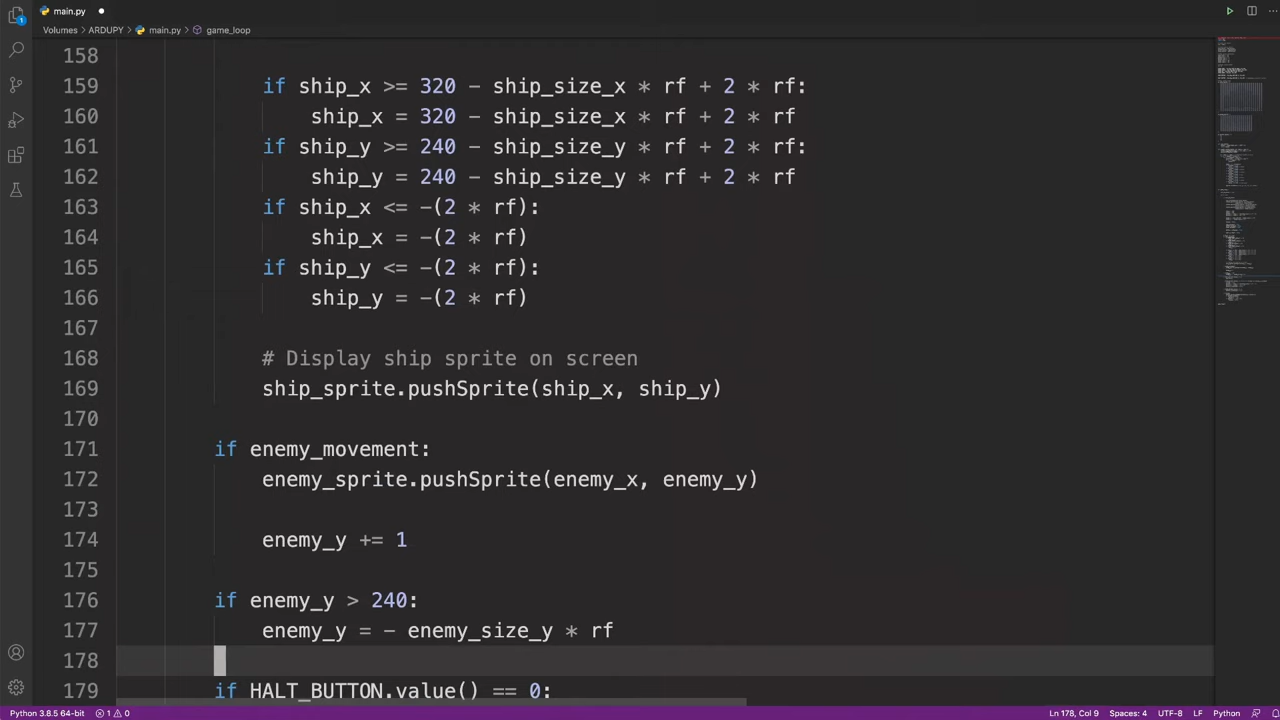 main.py
Volumes ARDUPY main.py game_loop
1
158
159 if ship_x >= 320 - ship_size_x * rf + 2 * rf:
160 ship_x = 320 - ship_size_x * rf + 2 * rf
161 if ship_y >= 240 - ship_size_y * rf + 2 * rf:
162 ship_y = 240 - ship_size_y * rf + 2 * rf
163 if ship_x <= -(2 * rf):
164 ship_x = -(2 * rf)
165 if ship_y <= -(2 * rf):
166 ship_y = -(2 * rf)
167
168 # Display ship sprite on screen
169 ship_sprite.pushSprite(ship_x, ship_y)
170
171 if enemy_movement:
172 enemy_sprite.pushSprite(enemy_x, enemy_y)
173
174 enemy_y += 1
175
176 if enemy_y > 240:
177 enemy_y = - enemy_size_y * rf
178
179 if HALT_BUTTON.value() == 0:
Python 3.8.5 64-bit 1 0 Ln 178, Col 9 Spaces: 4 UTF-8 LF Python